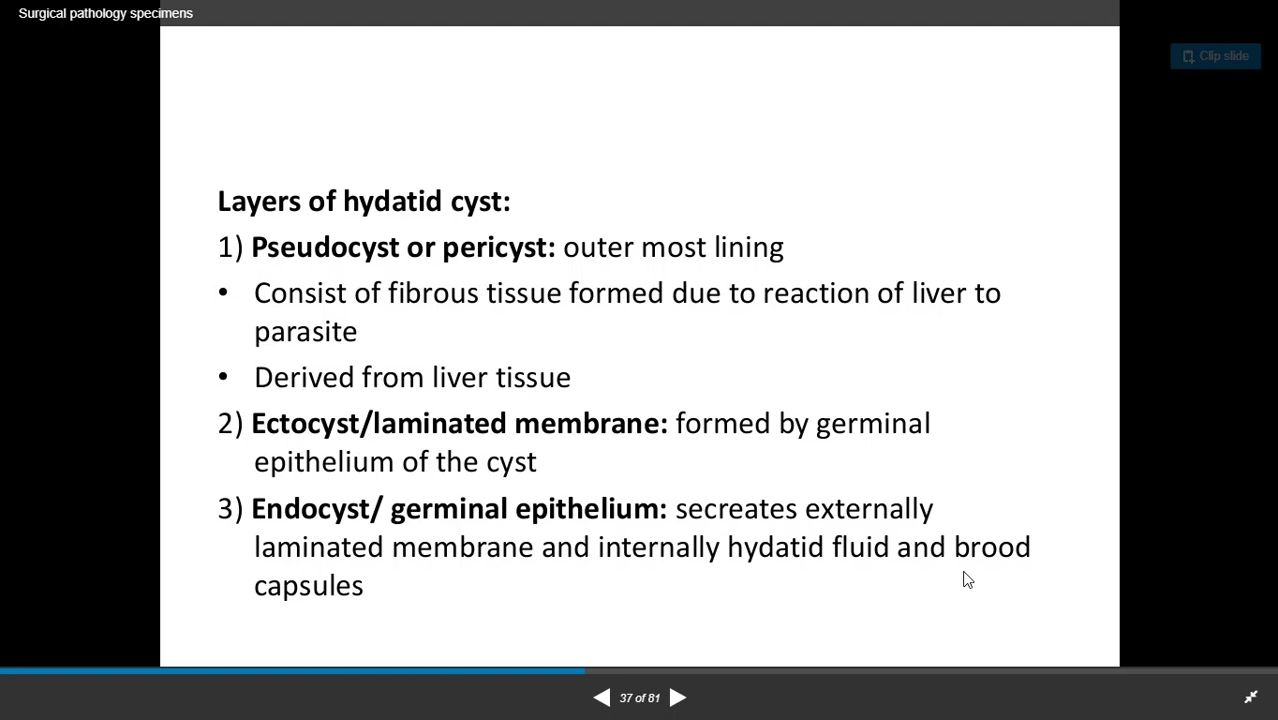 Surgical pathology specimens
Clip slide
Layers of hydatid cyst:
1) Pseudocyst or pericyst: outer most lining
• Consist of fibrous tissue formed due to reaction of liver to
parasite
• Derived from liver tissue
2) Ectocyst/laminated membrane: formed by germinal
epithelium of the cyst
3) Endocyst/ germinal epithelium: secreates externally
laminated membrane and internally hydatid fluid and brood
capsules
37 of 81